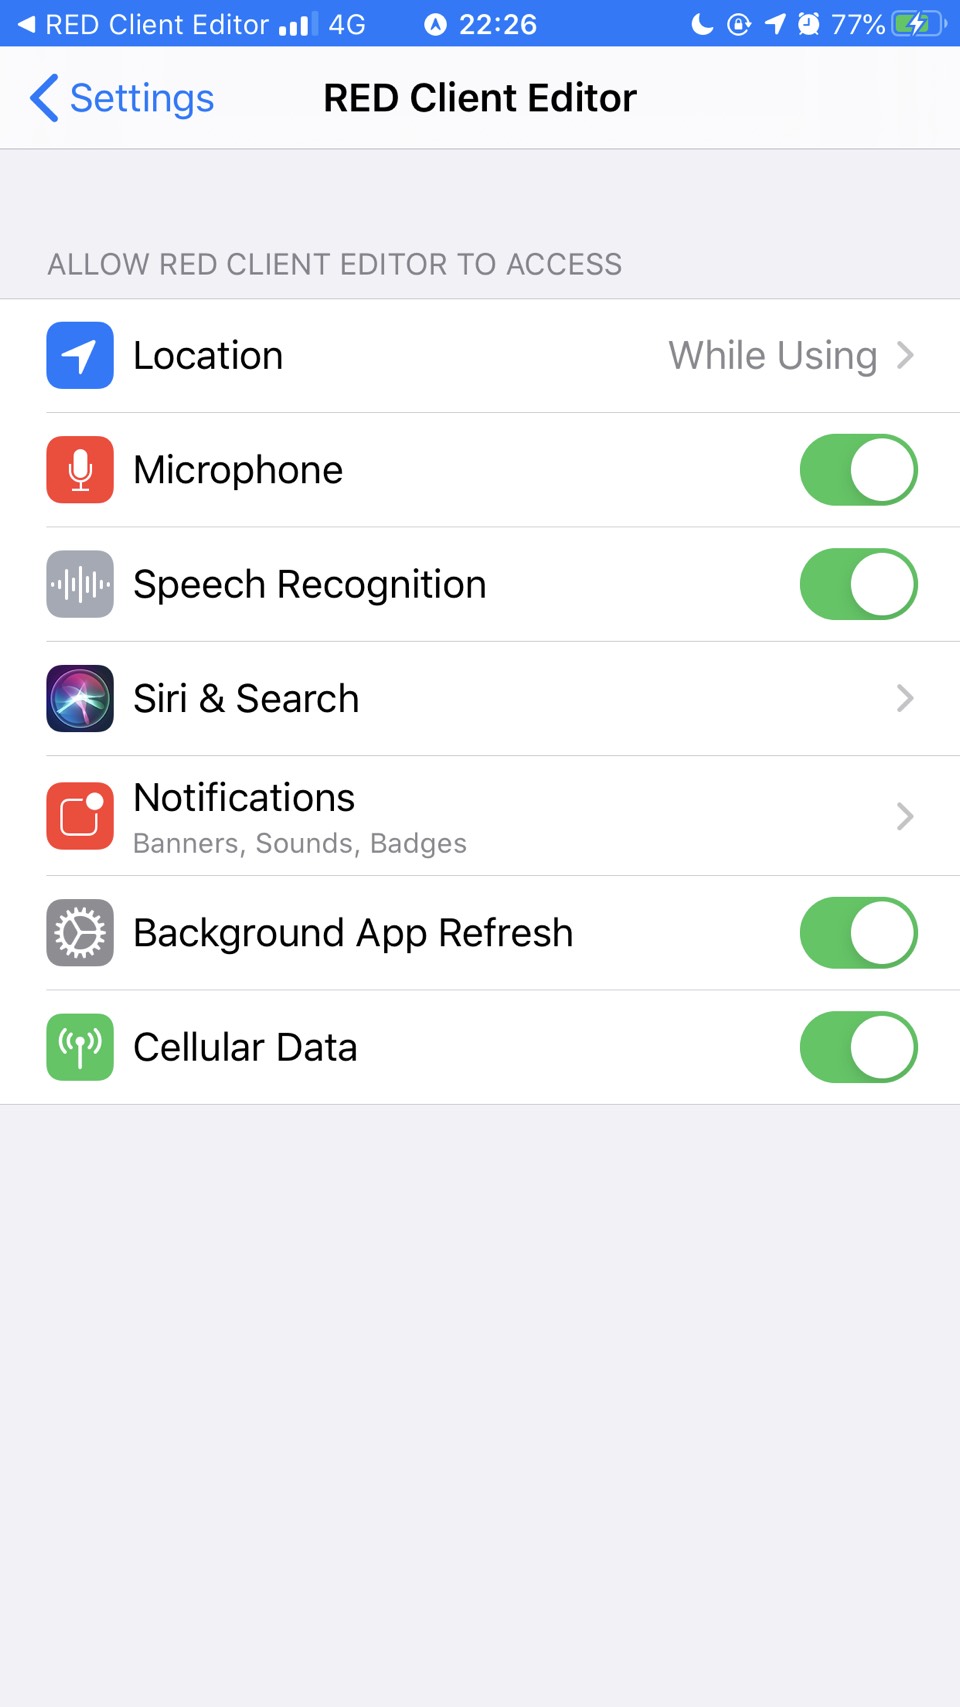 RED Client Editor 4G 22:26 77%
Settings RED Client Editor
ALLOW RED CLIENT EDITOR TO ACCESS
Location While Using
Microphone
Speech Recognition
Siri & Search
Notifications
Banners, Sounds, Badges
Background App Refresh
Cellular Data